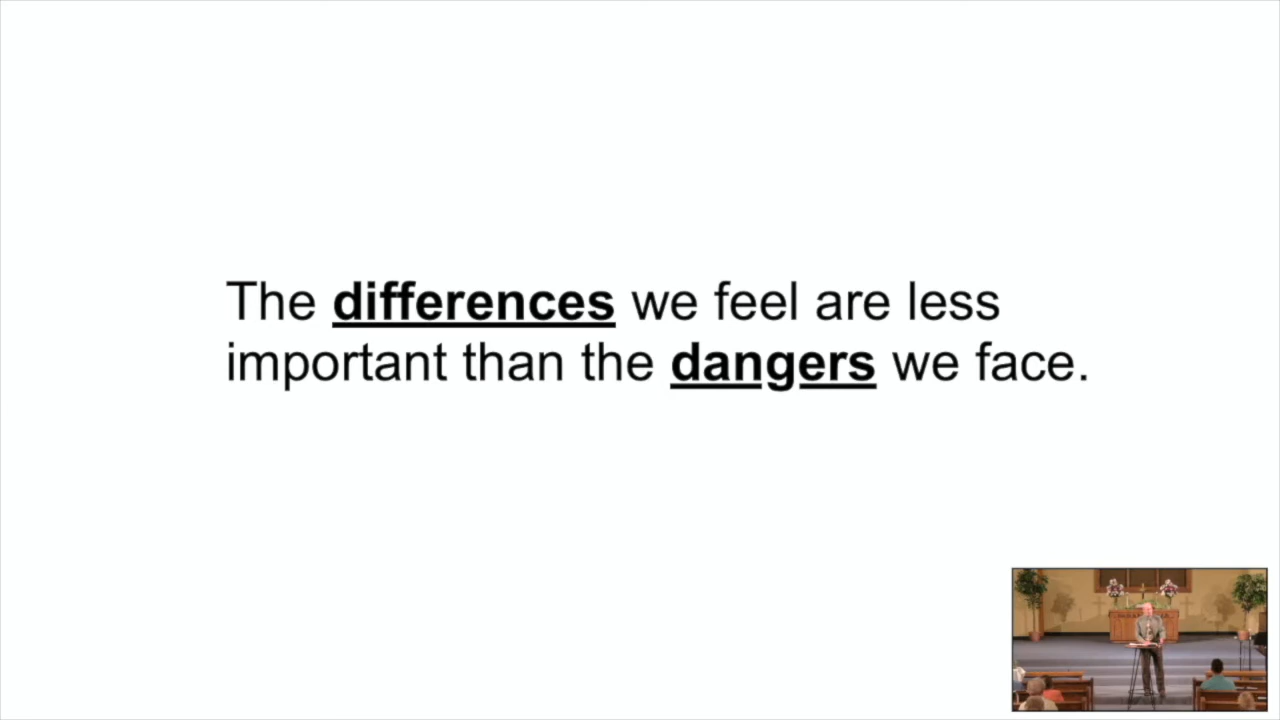 The differences we feel are less
important than the dangers we face.